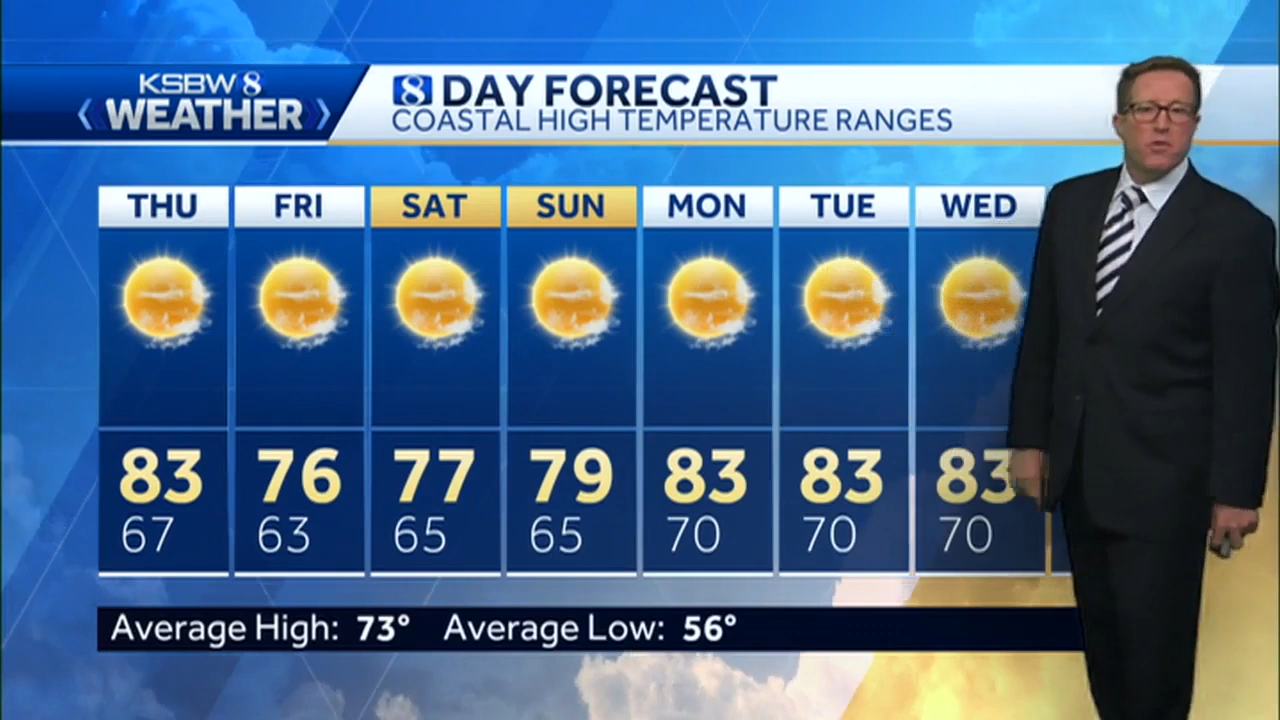 KSBW 8
WEATHER
8 DAY FORECAST
COASTAL HIGH TEMPERATURE RANGES
THU FRI SAT SUN MON TUE WED
83 76 77 79 83 83 83
67 63 65 65 70 70 70
Average High: 73° Average Low: 56°